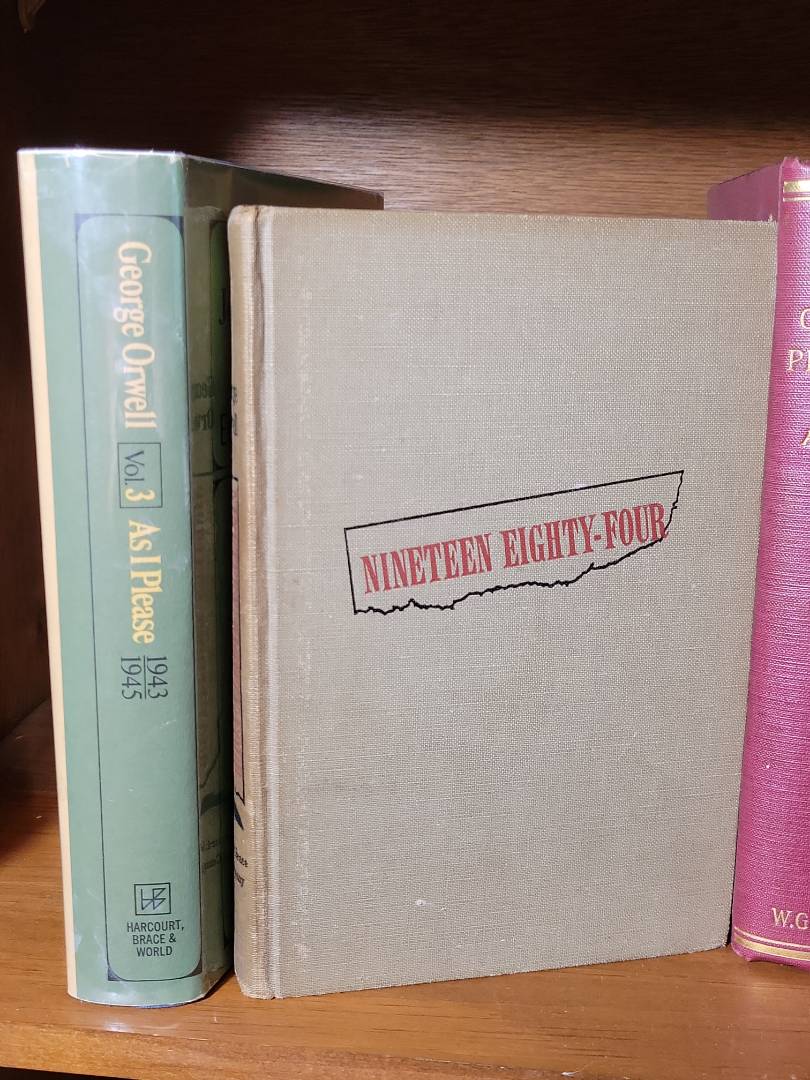 George Orwell Vol. 3 As I Please 1943
1945
HARCOURT,
BRACE &
WORLD
NINETEEN EIGHTY-FOUR
W.G